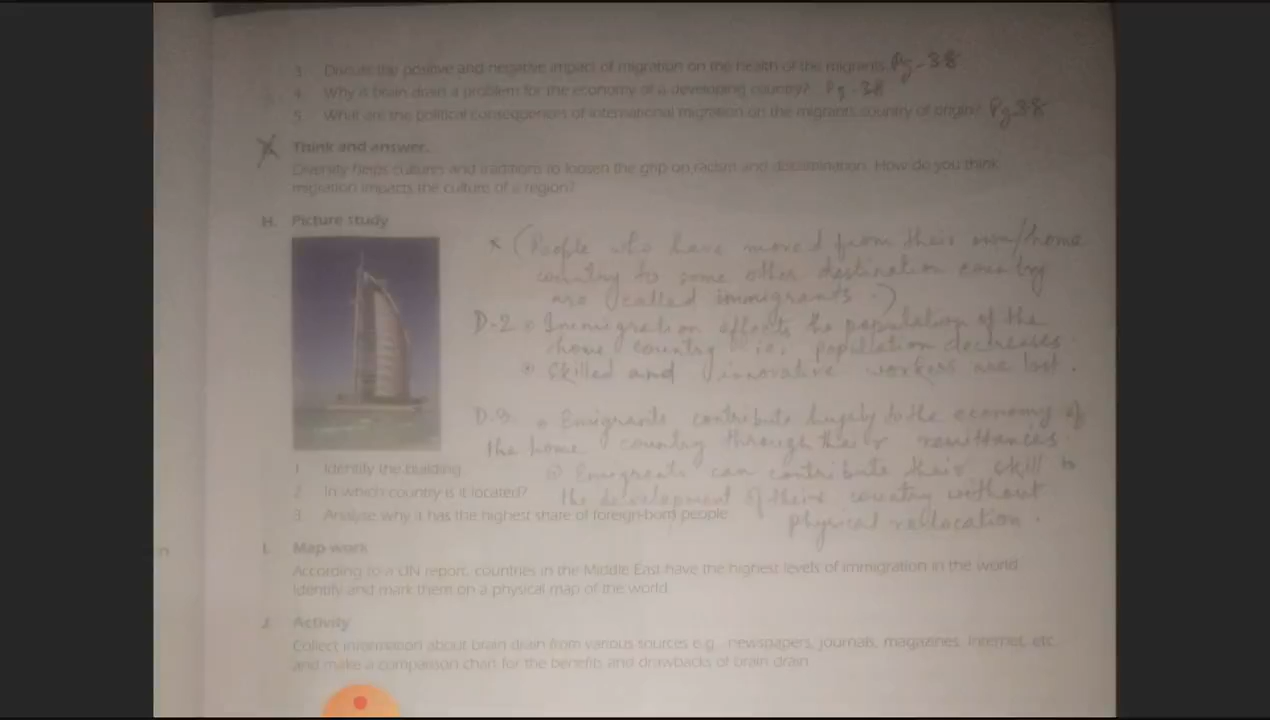 3. Discuss the positive and negative impact of migration on the health of the migrants. Pg-38
4. Why is brain drain a problem for the economy of a developing country? Pg-38
5. What are the political consequences of international migration on the migrants country of origin? Pg38
Think and answer.
Diversity helps cultures and traditions to loosen the grip on racism and discrimination. How do you think
migration impacts the culture of a region?
H. Picture study
x (People who have moved from their own/home
country to some other destination country
are called immigrants.)
D-2 Immigration affects the population of the
home country i.e. population decreases.
Skilled and innovative workers are lost.
D-3. Emigrants contribute hugely to the economy of
the home country through their remittances.
Emigrants can contribute their skill to
the development of their country without
physical rellocation.
1. Identify the building.
2. In which country is it located?
3. Analyse why it has the highest share of foreign-born people.
I. Map work
According to a UN report, countries in the Middle East have the highest levels of immigration in the world.
Identify and mark them on a physical map of the world.
J. Activity
Collect information about brain drain from various sources e.g., newspapers, journals, magazines, Internet, etc.
and make a comparison chart for the benefits and drawbacks of brain drain.